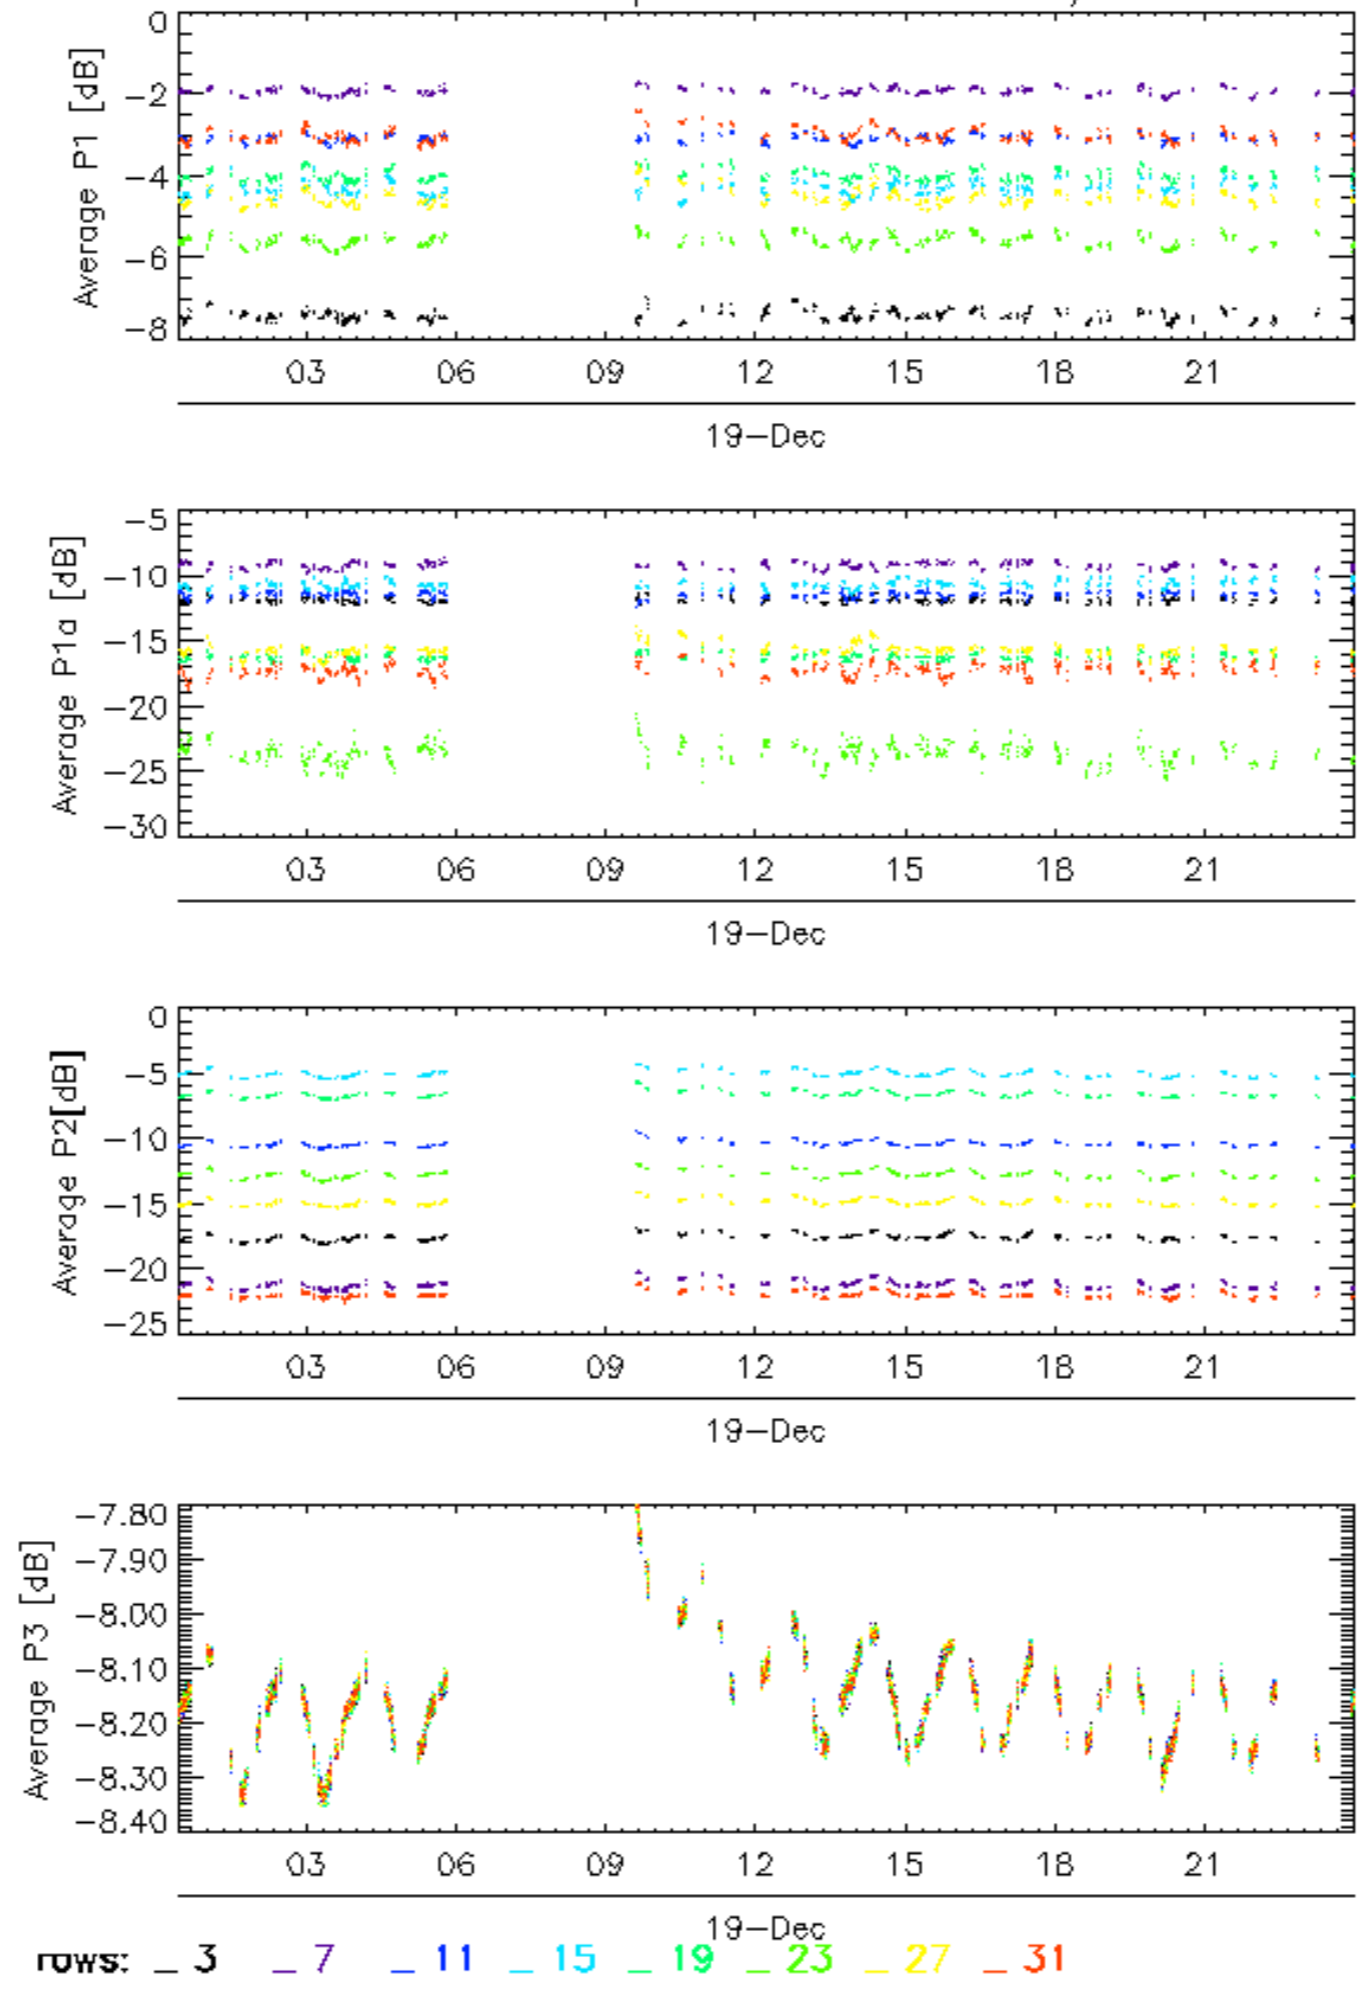 0
-2
-4
-6
-8
Average P1 [dB]
03 06 09 12 15 18 21
19-Dec
-5
-10
-15
-20
-25
-30
Average P1a [dB]
03 06 09 12 15 18 21
19-Dec
0
-5
-10
-15
-20
-25
Average P2[dB]
03 06 09 12 15 18 21
19-Dec
-7.80
-7.90
-8.00
-8.10
-8.20
-8.30
-8.40
Average P3 [dB]
03 06 09 12 15 18 21
19-Dec
rows: _ 3 _ 7 _ 11 _ 15 _ 19 _ 23 _ 27 _ 31